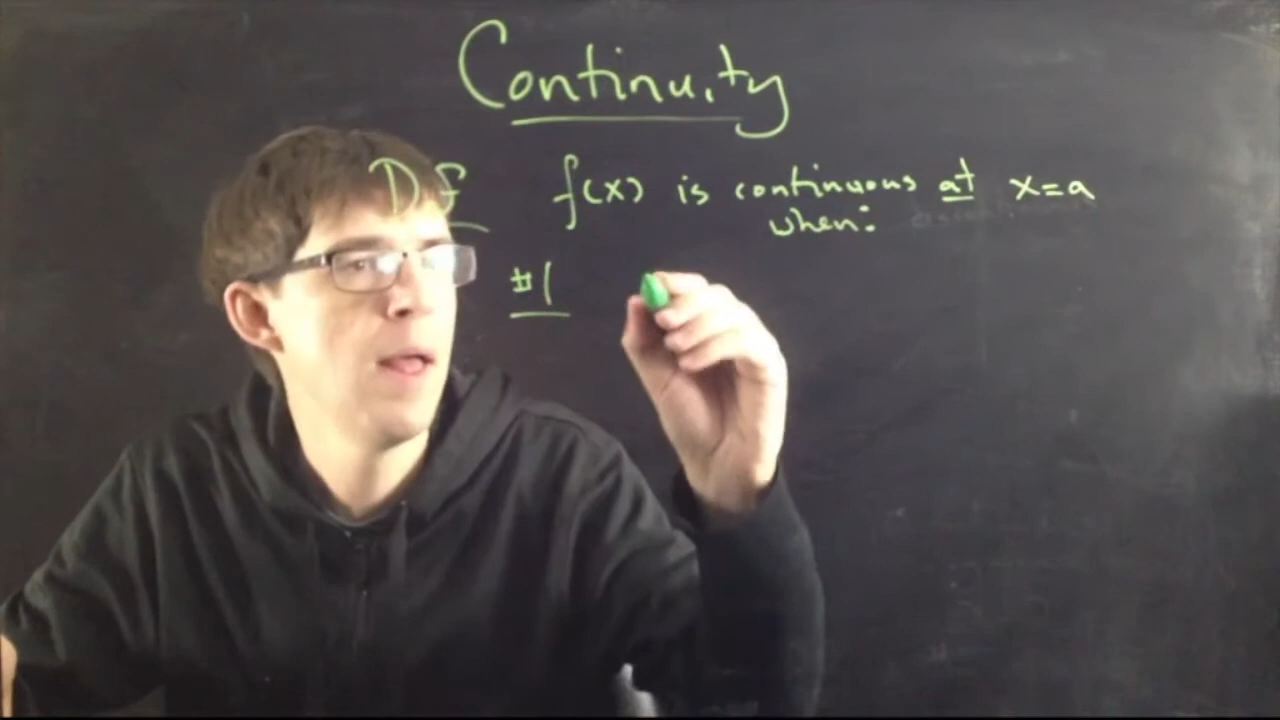 Continuity
Df f(x) is continuous at x=a
when:
#1